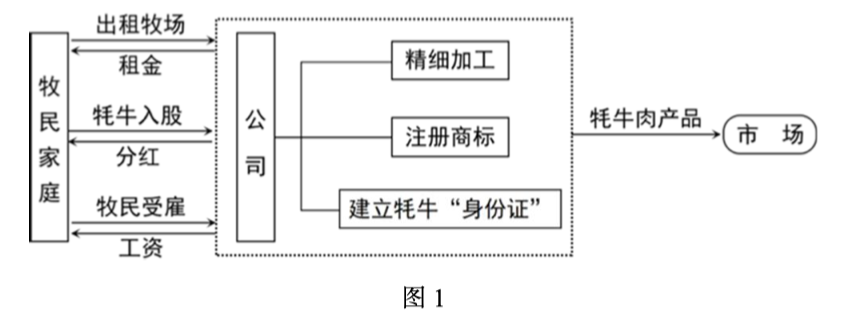 出租牧场
租金
牧民家庭
牦牛入股
分红
牧民受雇
工资
公司
精细加工
注册商标
建立牦牛“身份证”
牦牛肉产品
市 场
图 1